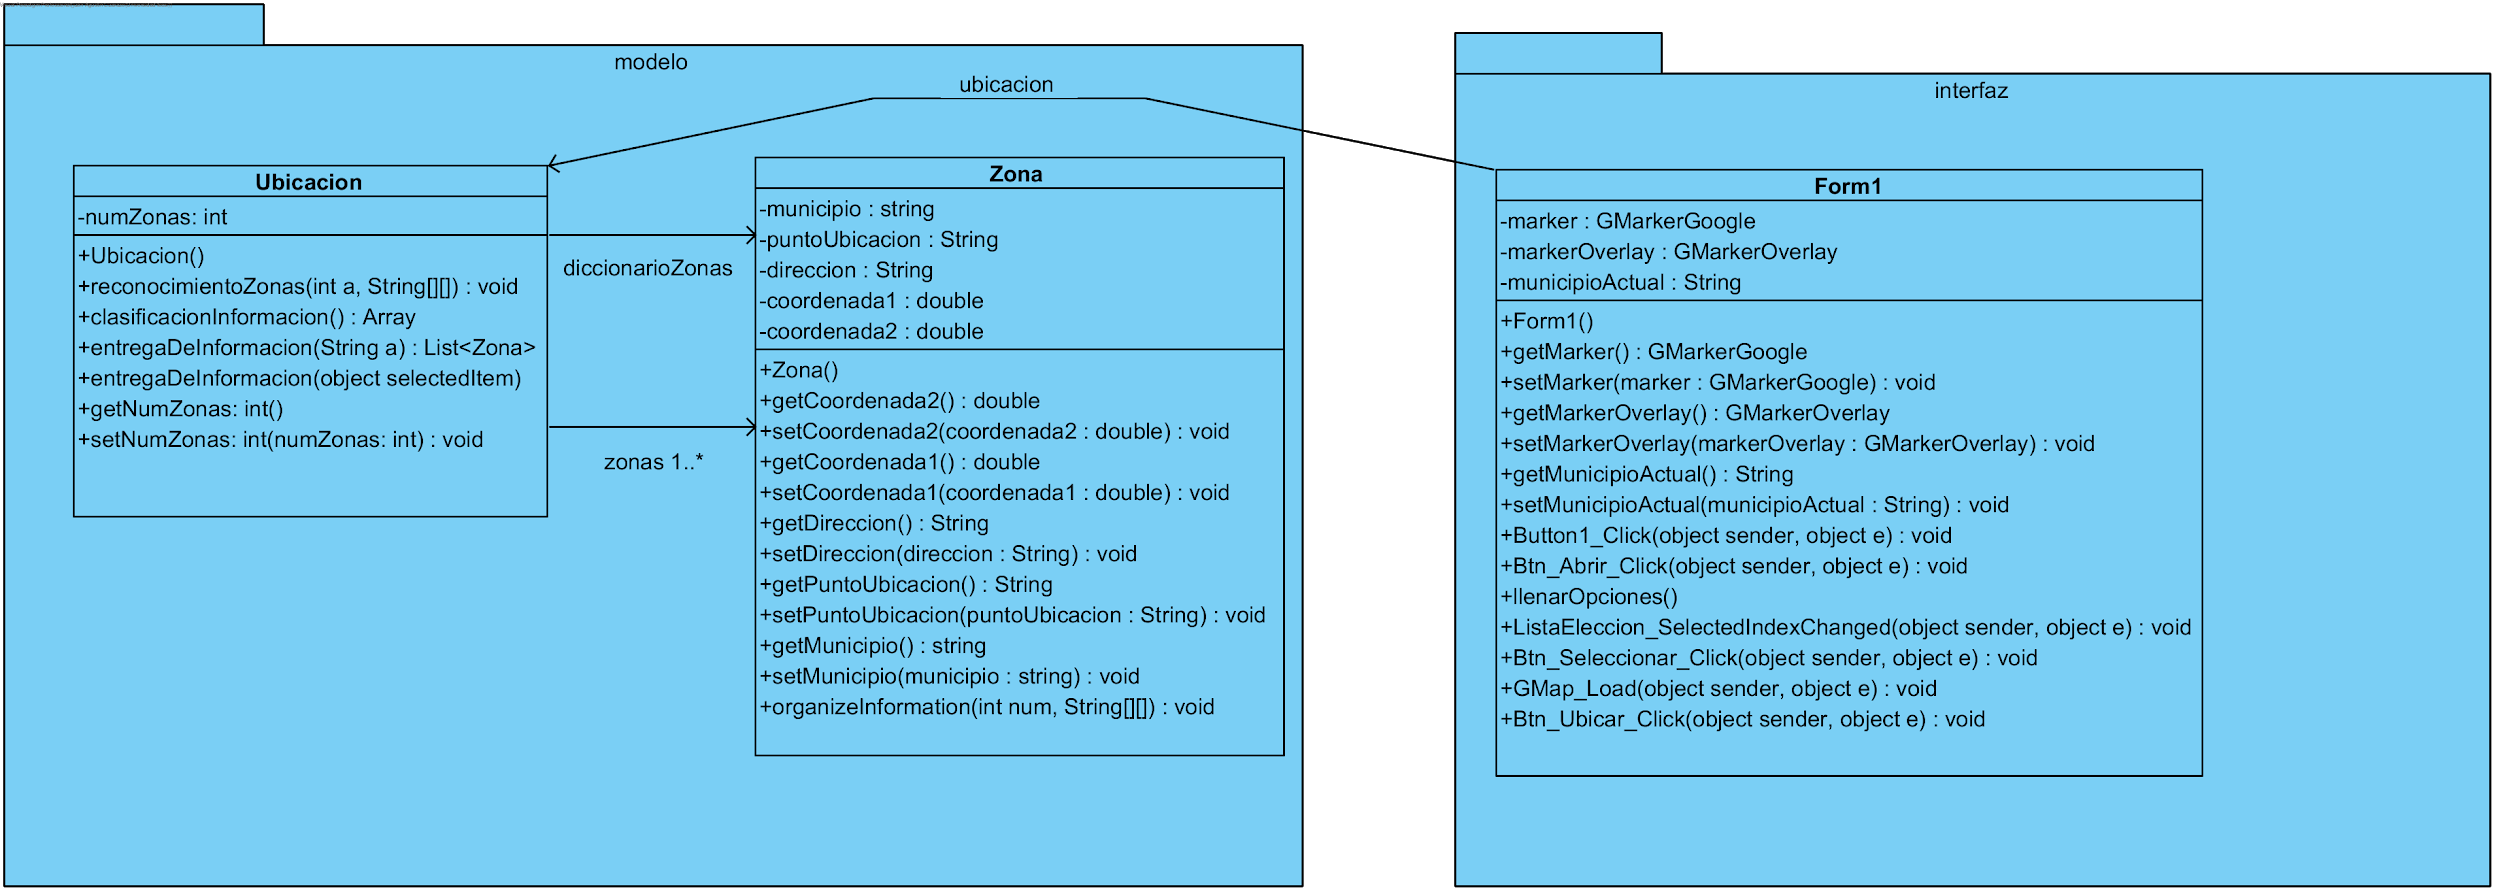 modelo
ubicacion
interfaz
Ubicacion
-numZonas: int
+Ubicacion()
+reconocimientoZonas(int a, String[][]) : void
+clasificacionInformacion() : Array
+entregaDeInformacion(String a) : List<Zona>
+entregaDeInformacion(object selectedItem)
+getNumZonas: int()
+setNumZonas: int(numZonas: int) : void
diccionarioZonas
zonas 1..*
Zona
-municipio : string
-puntoUbicacion : String
-direccion : String
-coordenada1 : double
-coordenada2 : double
+Zona()
+getCoordenada2() : double
+setCoordenada2(coordenada2 : double) : void
+getCoordenada1() : double
+setCoordenada1(coordenada1 : double) : void
+getDireccion() : String
+setDireccion(direccion : String) : void
+getPuntoUbicacion() : String
+setPuntoUbicacion(puntoUbicacion : String) : void
+getMunicipio() : string
+setMunicipio(municipio : string) : void
+organizeInformation(int num, String[][]) : void
Form1
-marker : GMarkerGoogle
-markerOverlay : GMarkerOverlay
-municipioActual : String
+Form1()
+getMarker() : GMarkerGoogle
+setMarker(marker : GMarkerGoogle) : void
+getMarkerOverlay() : GMarkerOverlay
+setMarkerOverlay(markerOverlay : GMarkerOverlay) : void
+getMunicipioActual() : String
+setMunicipioActual(municipioActual : String) : void
+Button1_Click(object sender, object e) : void
+Btn_Abrir_Click(object sender, object e) : void
+llenarOpciones()
+ListaEleccion_SelectedIndexChanged(object sender, object e) : void
+Btn_Seleccionar_Click(object sender, object e) : void
+GMap_Load(object sender, object e) : void
+Btn_Ubicar_Click(object sender, object e) : void